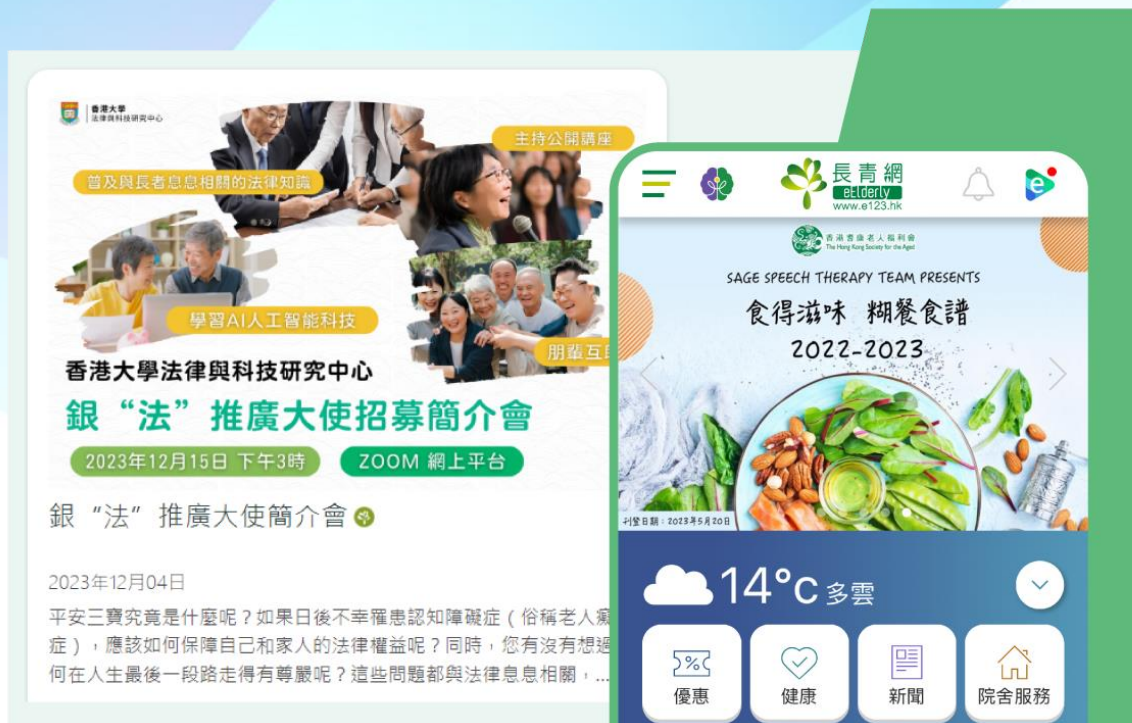 香港大學
法律與科技研究中心
主持公開講座
普及與長者息息相關的法律知識
學習AI人工智能科技
朋輩互
香港大學法律與科技研究中心
銀“法”推廣大使招募簡介會
2023年12月15日 下午3時
ZOOM 網上平台
銀“法”推廣大使簡介會
2023年12月04日
平安三寶究竟是什麼呢？如果日後不幸罹患認知障礙症（俗稱老人癡
症），應該如何保障自己和家人的法律權益呢？同時，您有沒有想過
何在人生最後一段路走得有尊嚴呢？這些問題都與法律息息相關，...
長青網
eElderly
www.e123.hk
e
香港耆康老人福利會
The Hong Kong Society for the Aged
SAGE SPEECH THERAPY TEAM PRESENTS
食得滋味 糊餐食譜
2022-2023
刊登日期：2023年5月20日
14°C 多雲
優惠
健康
新聞
院舍服務